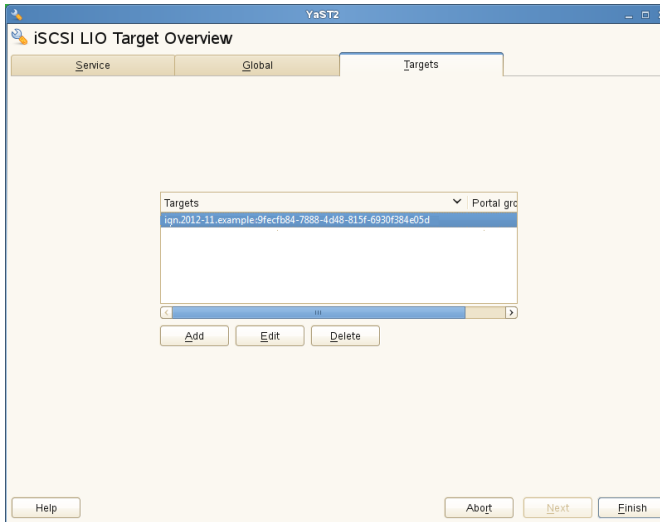 YaST2
iSCSI LIO Target Overview
Service
Global
Targets
Targets
Portal gro
iqn.2012-11.example:9fecfb84-7888-4d48-815f-6930f384e05d
Add
Edit
Delete
Help
Abort
Next
Finish